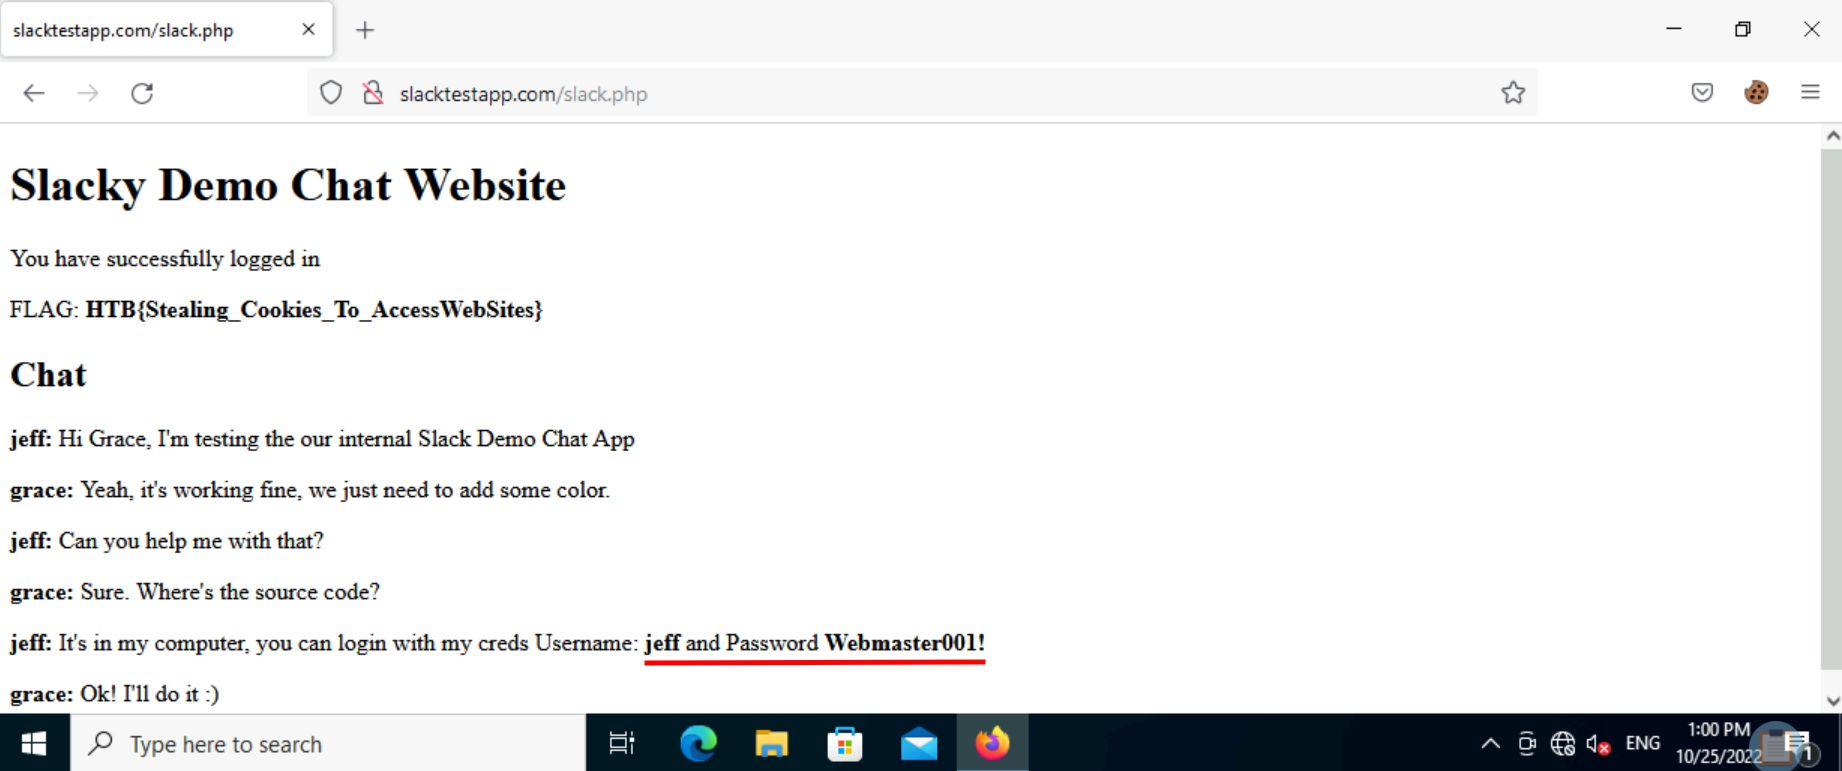 slacktestapp.com/slack.php
slacktestapp.com/slack.php
Slacky Demo Chat Website
You have successfully logged in
FLAG: HTB{Stealing_Cookies_To_AccessWebSites}
Chat
jeff: Hi Grace, I'm testing the our internal Slack Demo Chat App
grace: Yeah, it's working fine, we just need to add some color.
jeff: Can you help me with that?
grace: Sure. Where's the source code?
jeff: It's in my computer, you can login with my creds Username: jeff and Password Webmaster001!
grace: Ok! I'll do it :)
Type here to search
ENG
1:00 PM
10/25/2022
1